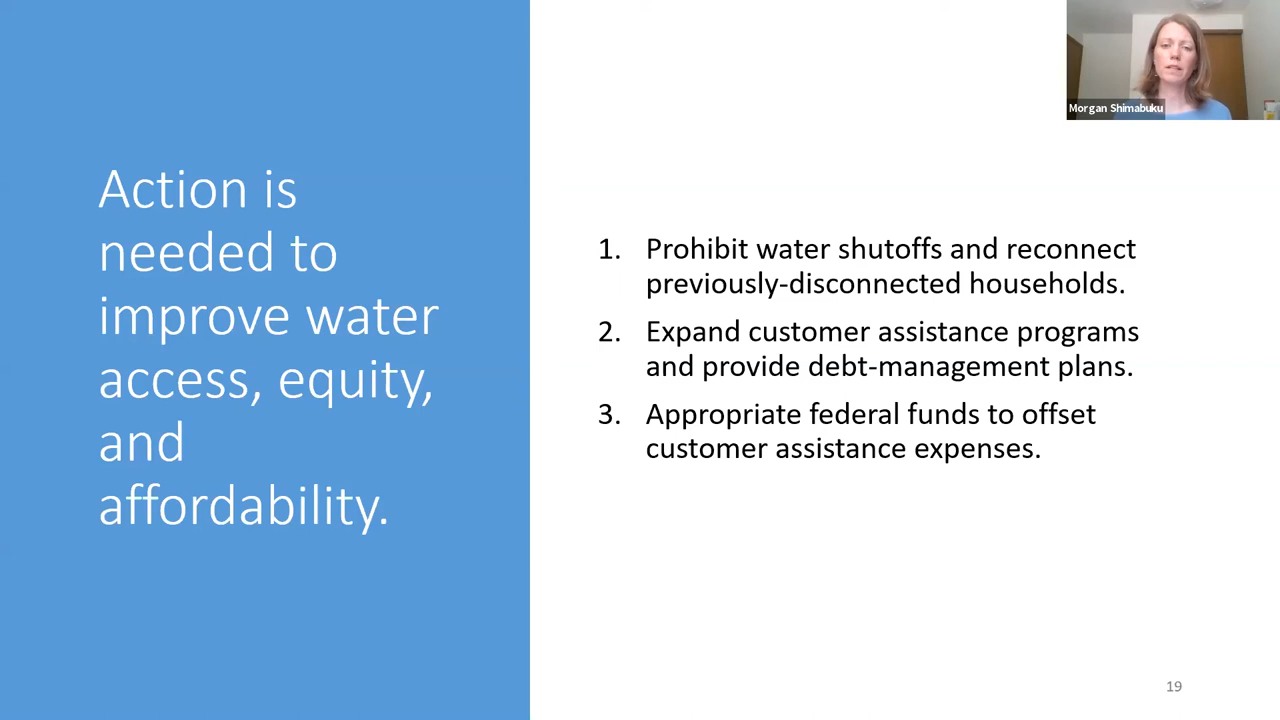 Morgan Shimabuku
Action is
needed to
improve water
access, equity,
and
affordability.
1. Prohibit water shutoffs and reconnect
previously-disconnected households.
2. Expand customer assistance programs
and provide debt-management plans.
3. Appropriate federal funds to offset
customer assistance expenses.
19